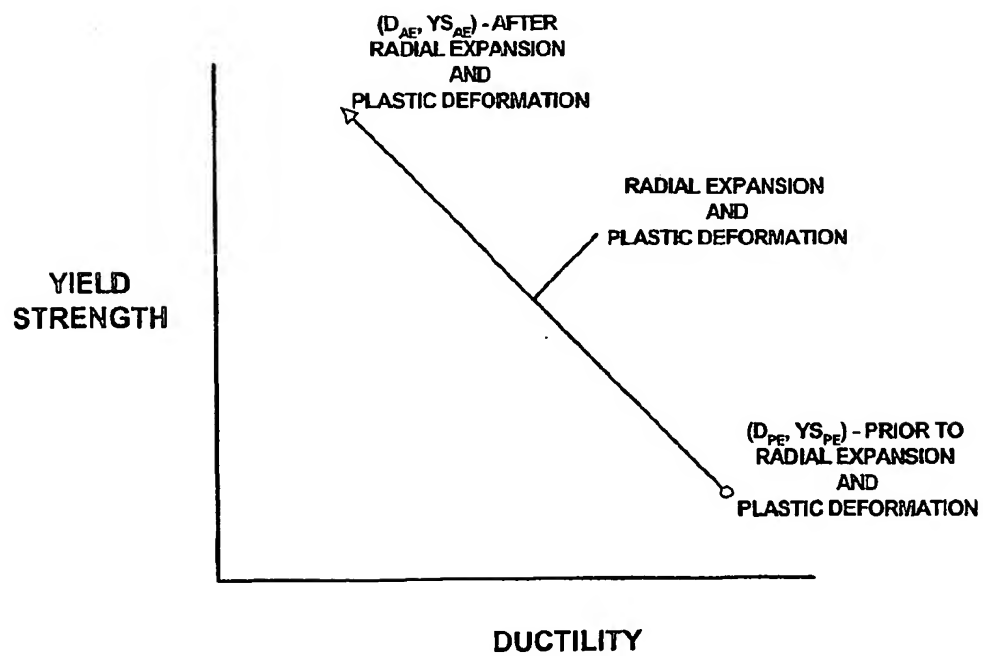 (D_AE, YS_AE) - AFTER
RADIAL EXPANSION
AND
PLASTIC DEFORMATION
RADIAL EXPANSION
AND
PLASTIC DEFORMATION
YIELD
STRENGTH
(D_PE, YS_PE) - PRIOR TO
RADIAL EXPANSION
AND
PLASTIC DEFORMATION
DUCTILITY